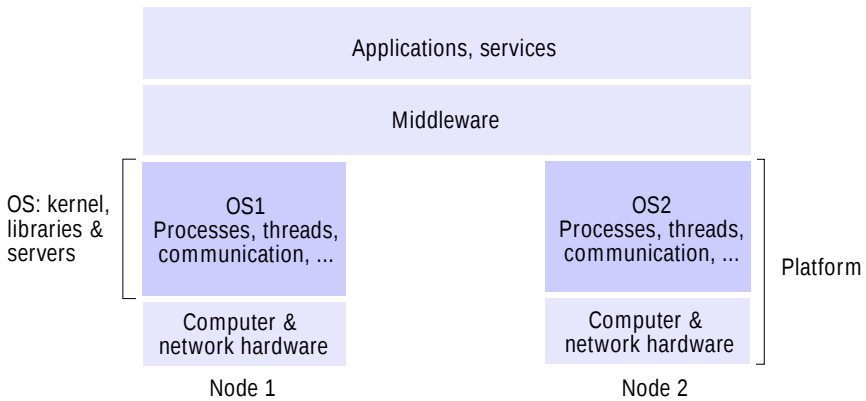 Applications, services
Middleware
OS: kernel,
libraries &
servers
OS1
Processes, threads,
communication, ...
OS2
Processes, threads,
communication, ...
Platform
Computer &
network hardware
Computer &
network hardware
Node 1
Node 2